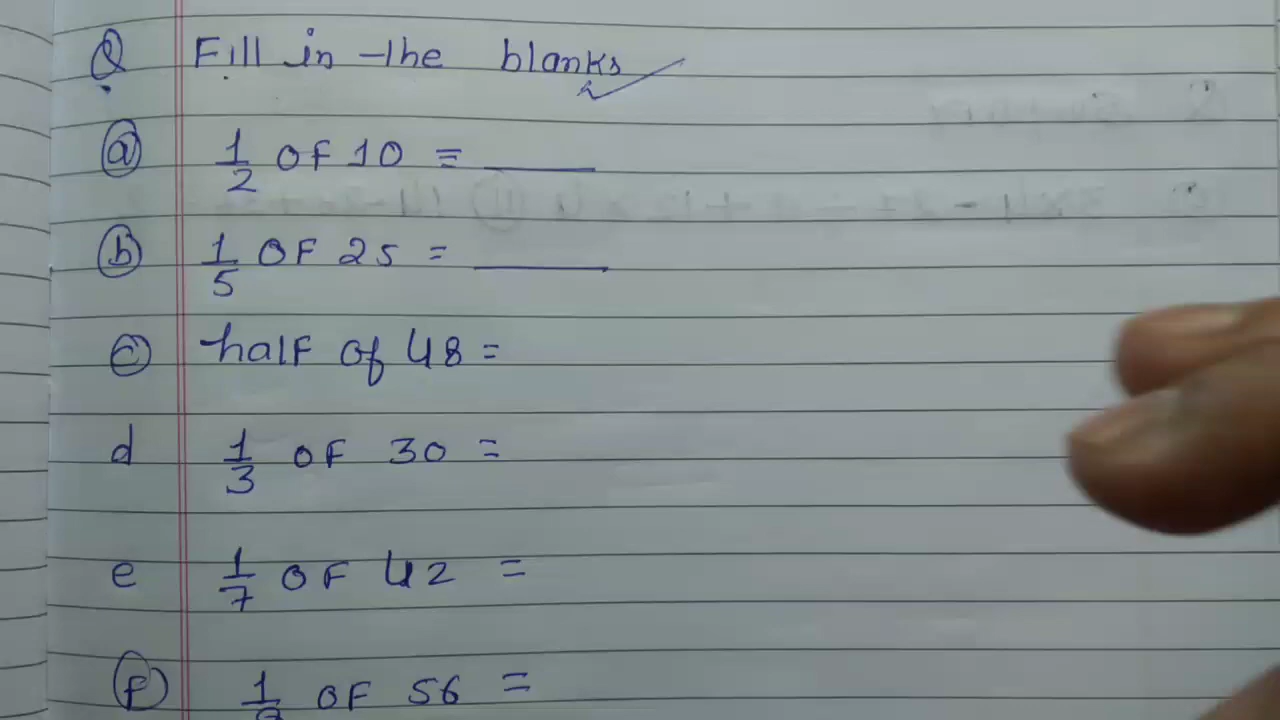 Q Fill in the blanks
(a) 1/2 of 10 = ____
(b) 1/5 of 25 = ____
(c) half of 48 =
d 1/3 of 30 =
e 1/7 of 42 =
(f) 1/ of 56 =